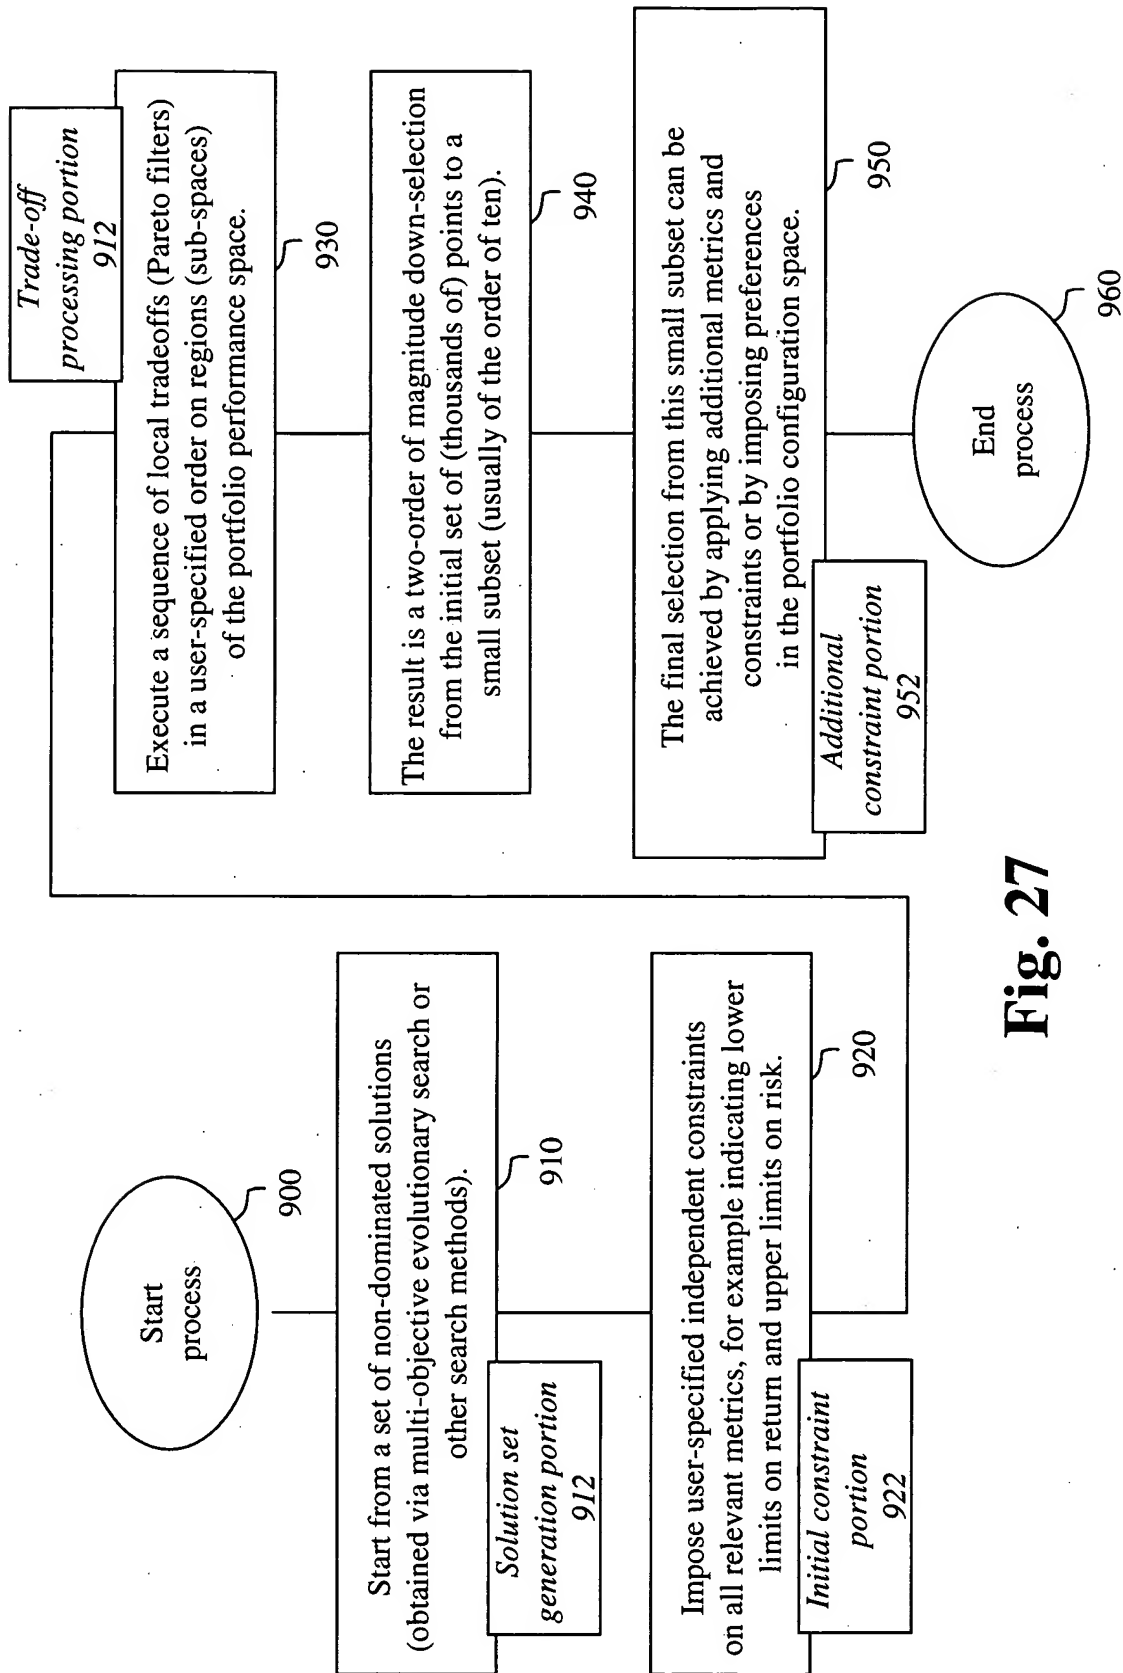 Start
process
900
Start from a set of non-dominated solutions
(obtained via multi-objective evolutionary search or
other search methods).
910
Solution set
generation portion
912
Impose user-specified independent constraints
on all relevant metrics, for example indicating lower
limits on return and upper limits on risk.
920
Initial constraint
portion
922
Trade-off
processing portion
912
Execute a sequence of local tradeoffs (Pareto filters)
in a user-specified order on regions (sub-spaces)
of the portfolio performance space.
930
The result is a two-order of magnitude down-selection
from the initial set of (thousands of) points to a
small subset (usually of the order of ten).
940
The final selection from this small subset can be
achieved by applying additional metrics and
constraints or by imposing preferences
in the portfolio configuration space.
950
Additional
constraint portion
952
End
process
960
Fig. 27